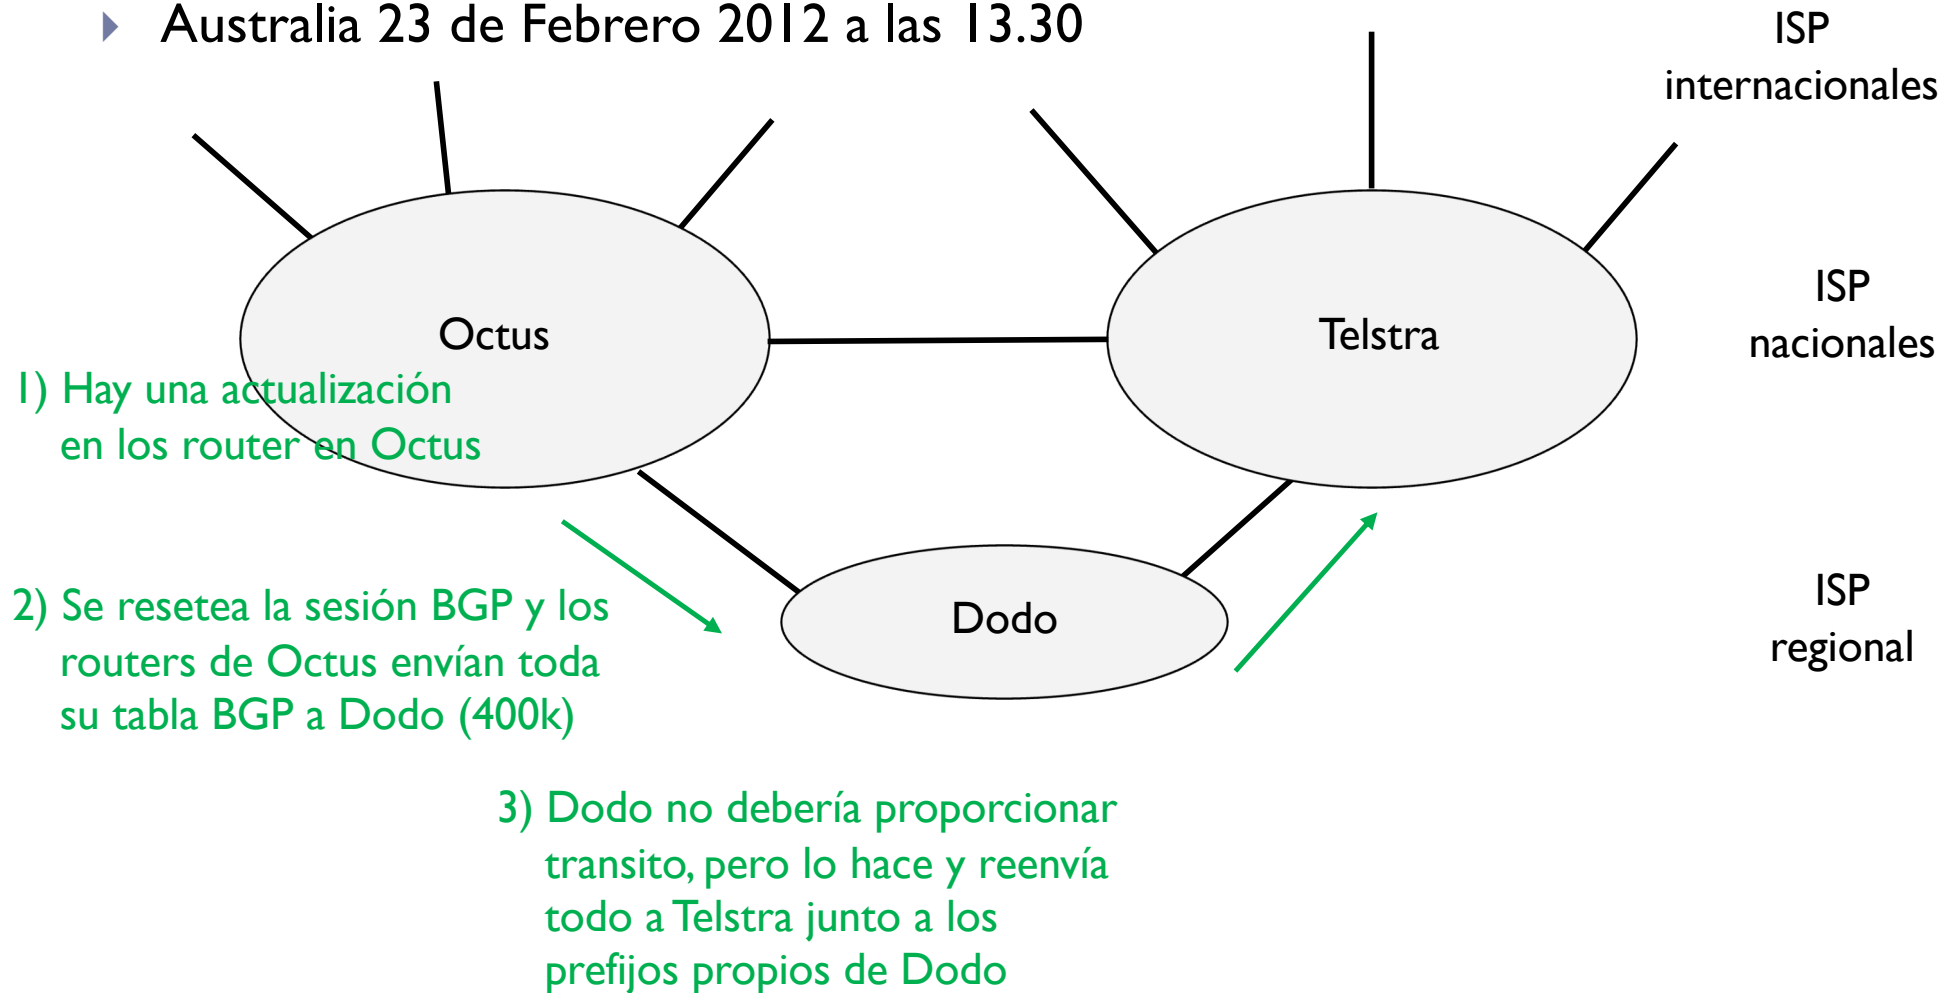 Australia 23 de Febrero 2012 a las 13.30
ISP
internacionales
Octus
Telstra
ISP
nacionales
1) Hay una actualización
en los router en Octus
2) Se resetea la sesión BGP y los
routers de Octus envían toda
su tabla BGP a Dodo (400k)
Dodo
ISP
regional
3) Dodo no debería proporcionar
transito, pero lo hace y reenvía
todo a Telstra junto a los
prefijos propios de Dodo